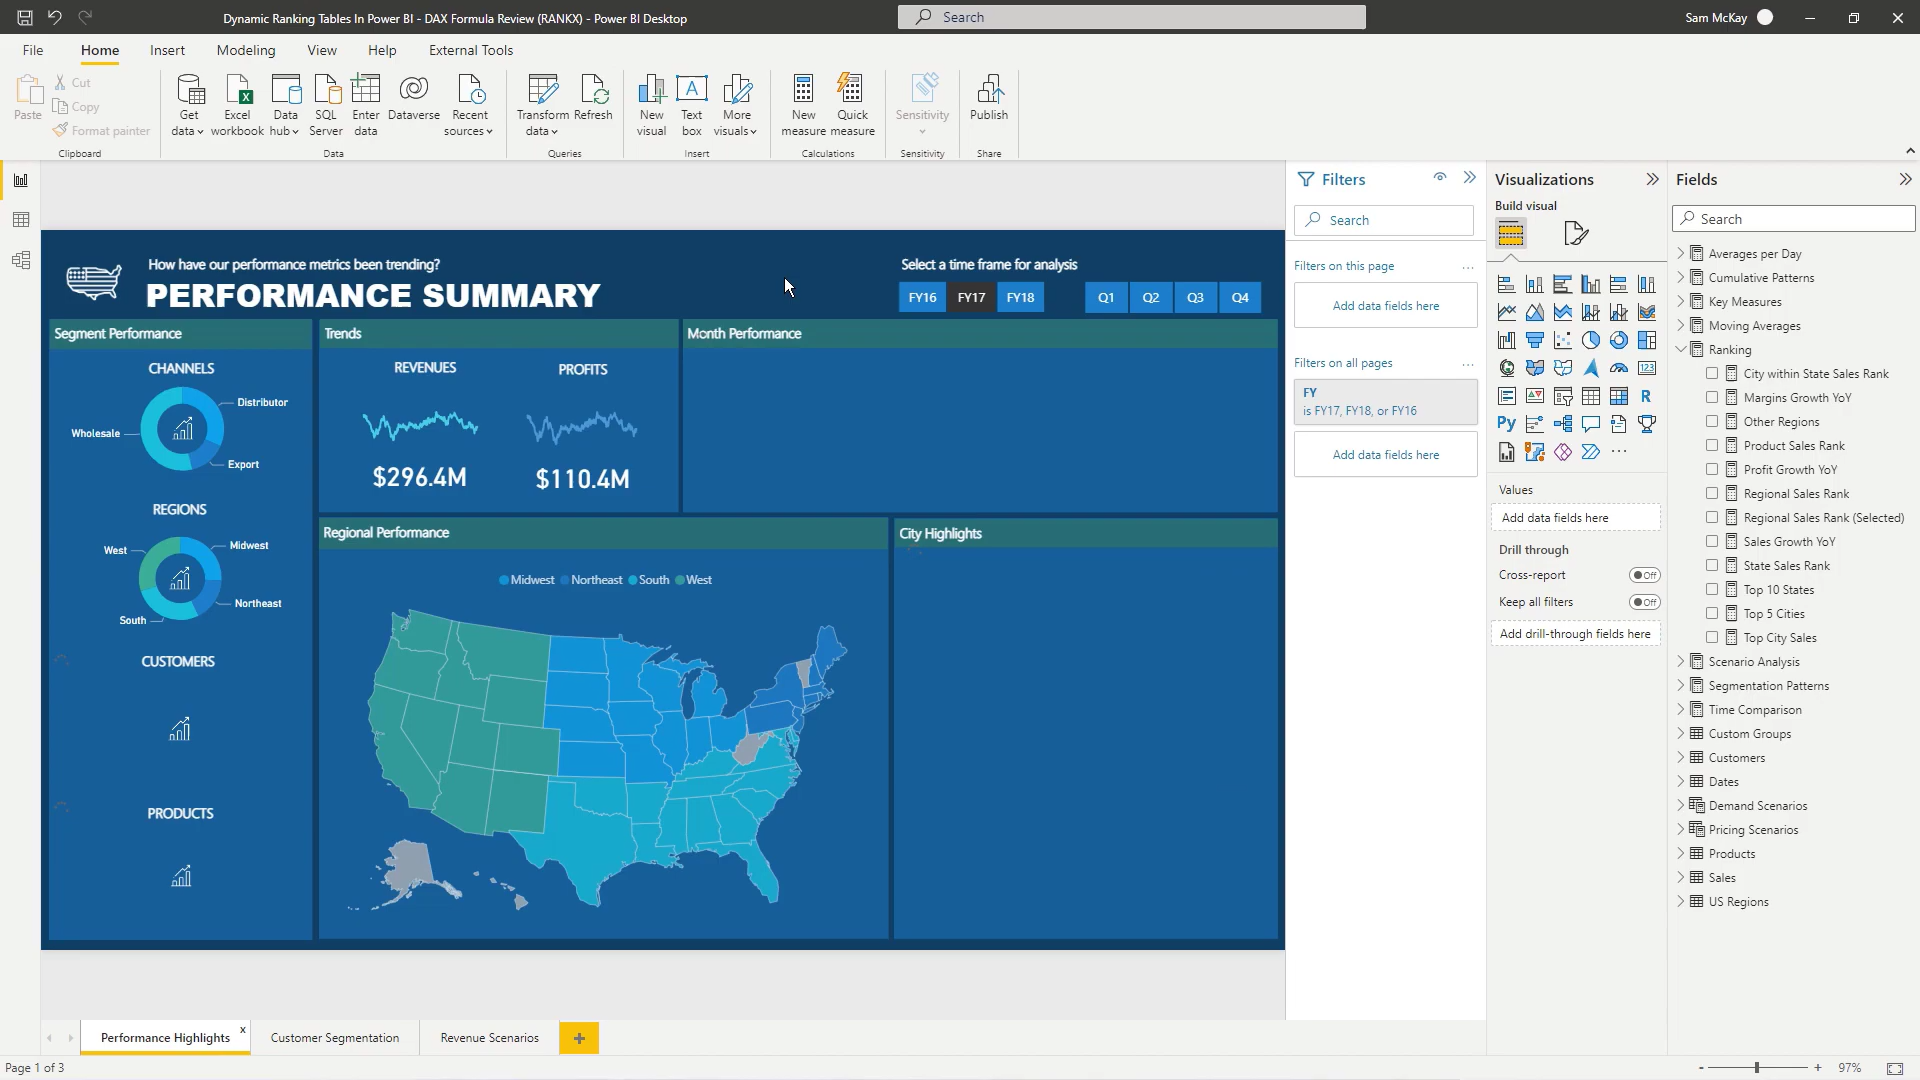 Dynamic Ranking Tables In Power BI - DAX Formula Review (RANKX) - Power BI Desktop
Search
Sam McKay
File
Home
Insert
Modeling
View
Help
External Tools
Paste
Cut
Copy
Format painter
Clipboard
Get data
Excel workbook
Data hub
SQL Server
Enter data
Dataverse
Recent sources
Data
Transform data
Refresh
Queries
New visual
A
Text box
More visuals
Insert
New measure
Quick measure
Calculations
Sensitivity
Sensitivity
Publish
Share
How have our performance metrics been trending?
PERFORMANCE SUMMARY
Select a time frame for analysis
FY16
FY17
FY18
Q1
Q2
Q3
Q4
Segment Performance
CHANNELS
Distributor
Wholesale
Export
REGIONS
West
Midwest
Northeast
South
CUSTOMERS
PRODUCTS
Trends
REVENUES
PROFITS
$296.4M
$110.4M
Month Performance
Regional Performance
Midwest
Northeast
South
West
City Highlights
Filters
Search
Filters on this page
Add data fields here
Filters on all pages
FY
is FY17, FY18, or FY16
Add data fields here
Visualizations
Build visual
123
R
Py
Values
Add data fields here
Drill through
Cross-report
Off
Keep all filters
Off
Add drill-through fields here
Fields
Search
Averages per Day
Cumulative Patterns
Key Measures
Moving Averages
Ranking
City within State Sales Rank
Margins Growth YoY
Other Regions
Product Sales Rank
Profit Growth YoY
Regional Sales Rank
Regional Sales Rank (Selected)
Sales Growth YoY
State Sales Rank
Top 10 States
Top 5 Cities
Top City Sales
Scenario Analysis
Segmentation Patterns
Time Comparison
Custom Groups
Customers
Dates
Demand Scenarios
Pricing Scenarios
Products
Sales
US Regions
Performance Highlights
x
Customer Segmentation
Revenue Scenarios
+
Page 1 of 3
- + 97%